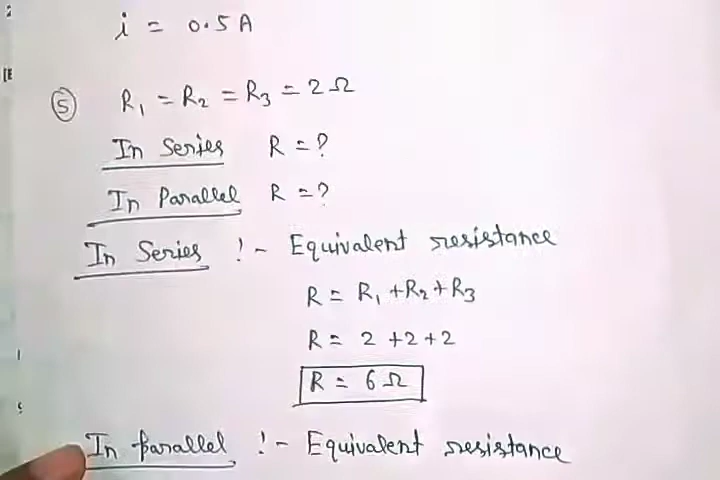 i = 0.5 A
⑤ R₁ = R₂ = R₃ = 2 Ω
In Series R = ?
In Parallel R = ?
In Series :- Equivalent resistance
R = R₁ + R₂ + R₃
R = 2 + 2 + 2
R = 6 Ω
In parallel :- Equivalent resistance